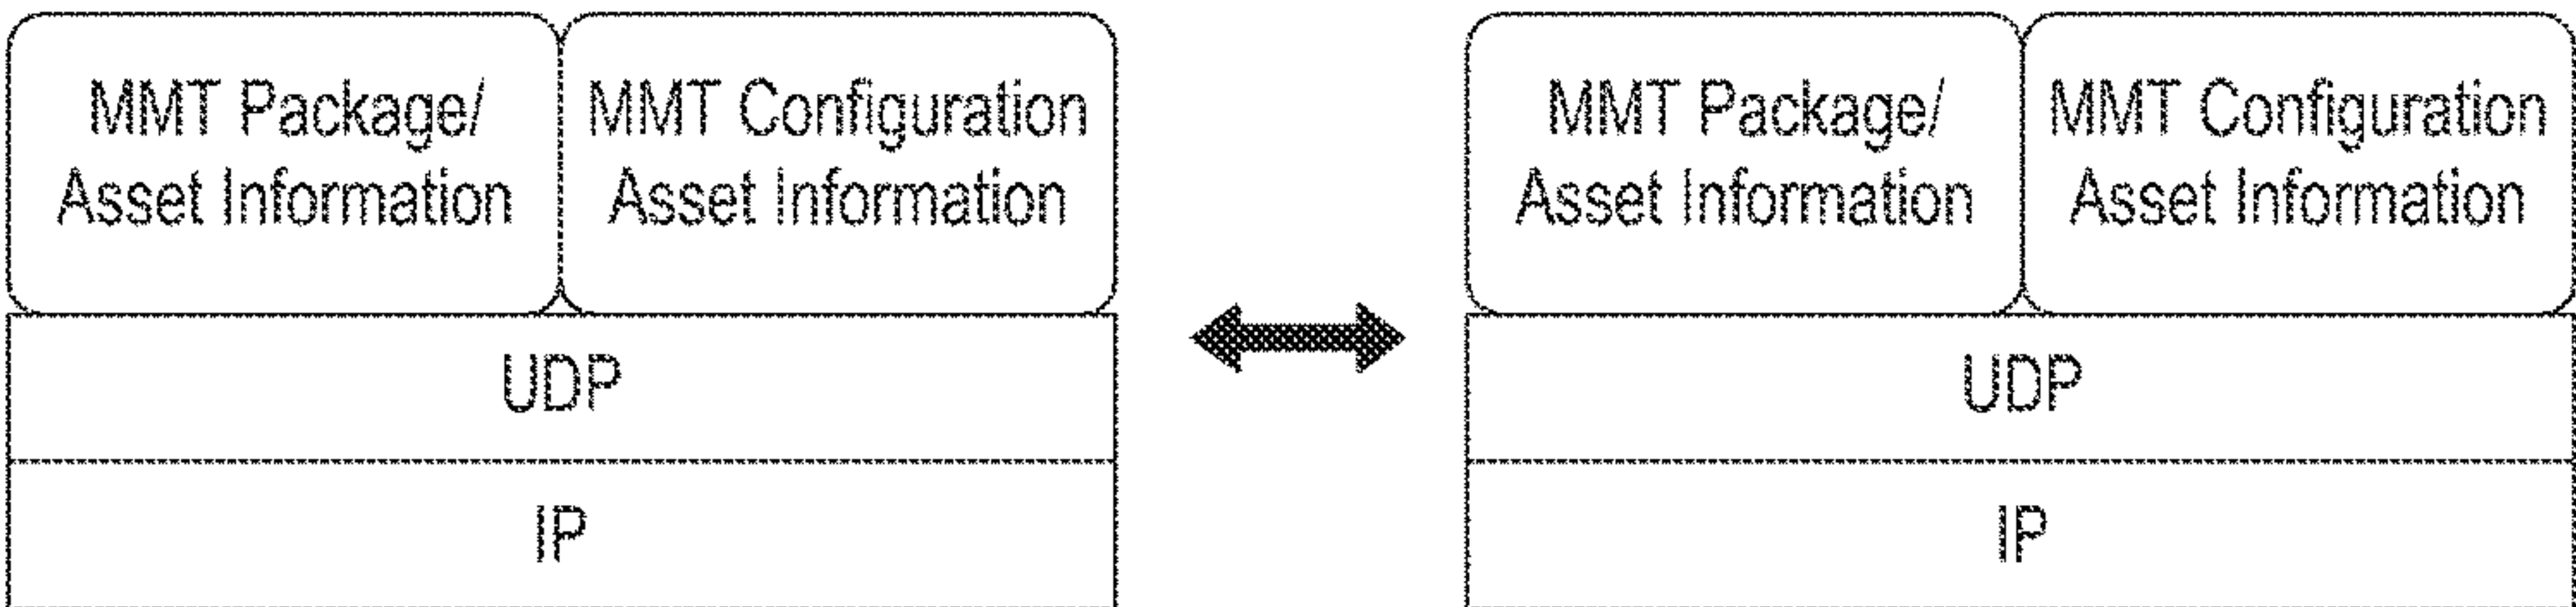 MMT Package/
Asset Information
MMT Configuration
Asset Information
UDP
IP
MMT Package/
Asset Information
MMT Configuration
Asset Information
UDP
IP